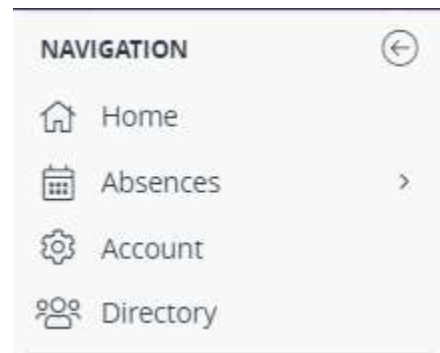 NAVIGATION
Home
Absences
Account
Directory